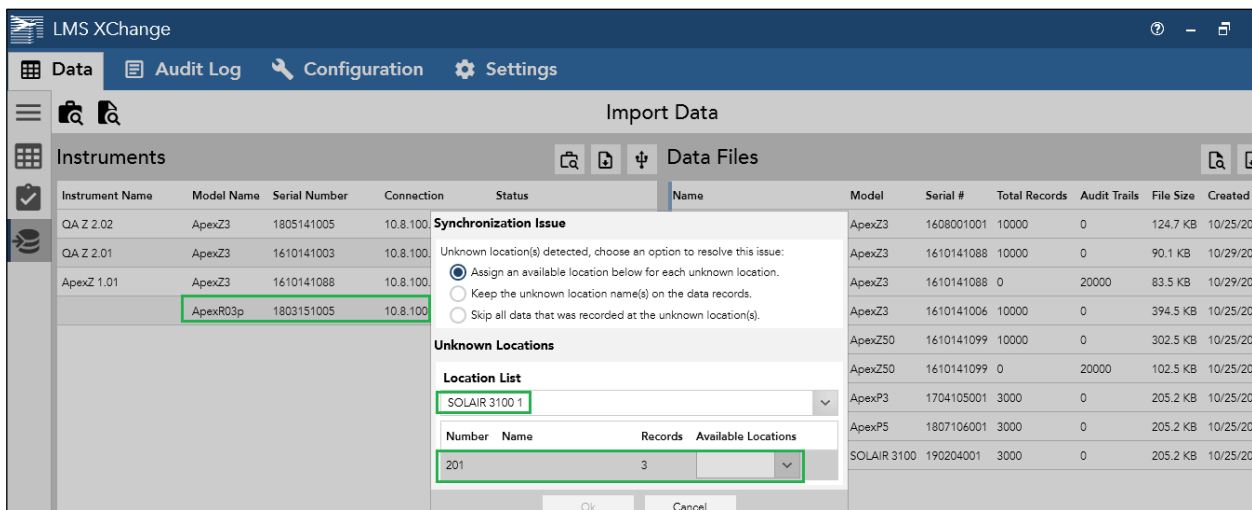 LMS XChange
Data Audit Log Configuration Settings
Import Data
Instruments
Instrument Name Model Name Serial Number Connection Status
QA Z 2.02 ApexZ3 1805141005 10.8.100.
QA Z 2.01 ApexZ3 1610141003 10.8.100.
ApexZ 1.01 ApexZ3 1610141088 10.8.100.
ApexR03p 1803151005 10.8.100
Data Files
Name Model Serial # Total Records Audit Trails File Size Created
ApexZ3 1608001001 10000 0 124.7 KB 10/25/20
ApexZ3 1610141088 10000 0 90.1 KB 10/29/20
ApexZ3 1610141088 0 20000 83.5 KB 10/29/20
ApexZ3 1610141006 10000 0 394.5 KB 10/25/20
ApexZ50 1610141099 10000 0 302.5 KB 10/25/20
ApexZ50 1610141099 0 20000 102.5 KB 10/25/20
ApexP3 1704105001 3000 0 205.2 KB 10/25/20
ApexP5 1807106001 3000 0 205.2 KB 10/25/20
SOLAIR 3100 190204001 3000 0 205.2 KB 10/25/20
Synchronization Issue
Unknown location(s) detected, choose an option to resolve this issue:
Assign an available location below for each unknown location.
Keep the unknown location name(s) on the data records.
Skip all data that was recorded at the unknown location(s).
Unknown Locations
Location List
SOLAIR 3100 1
Number Name Records Available Locations
201 3
Ok Cancel